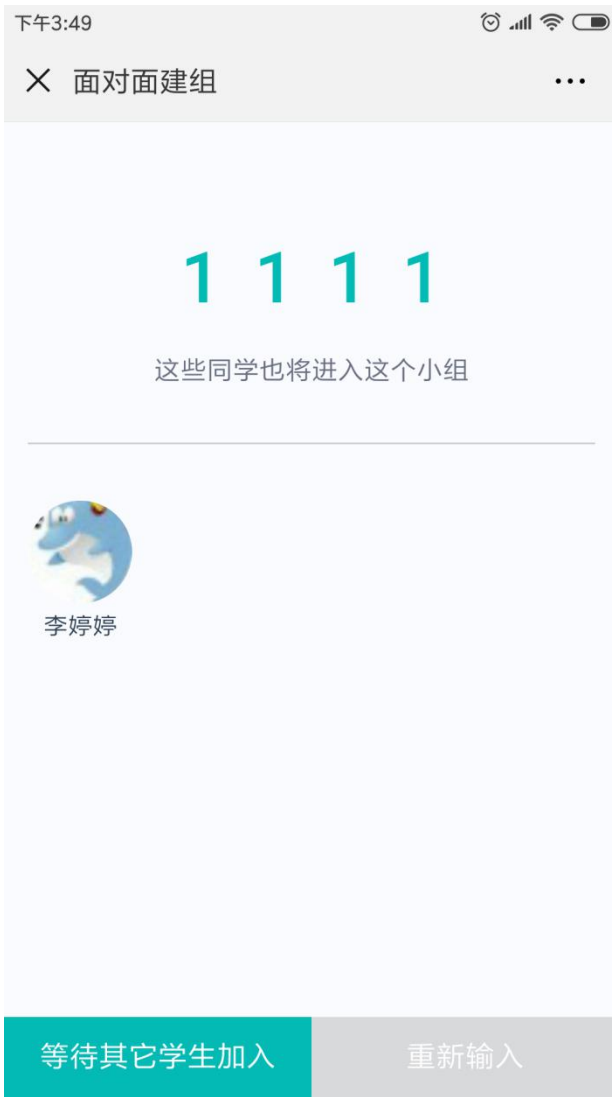 下午3:49
面对面建组
1 1 1 1
这些同学也将进入这个小组
李婷婷
等待其它学生加入 重新输入